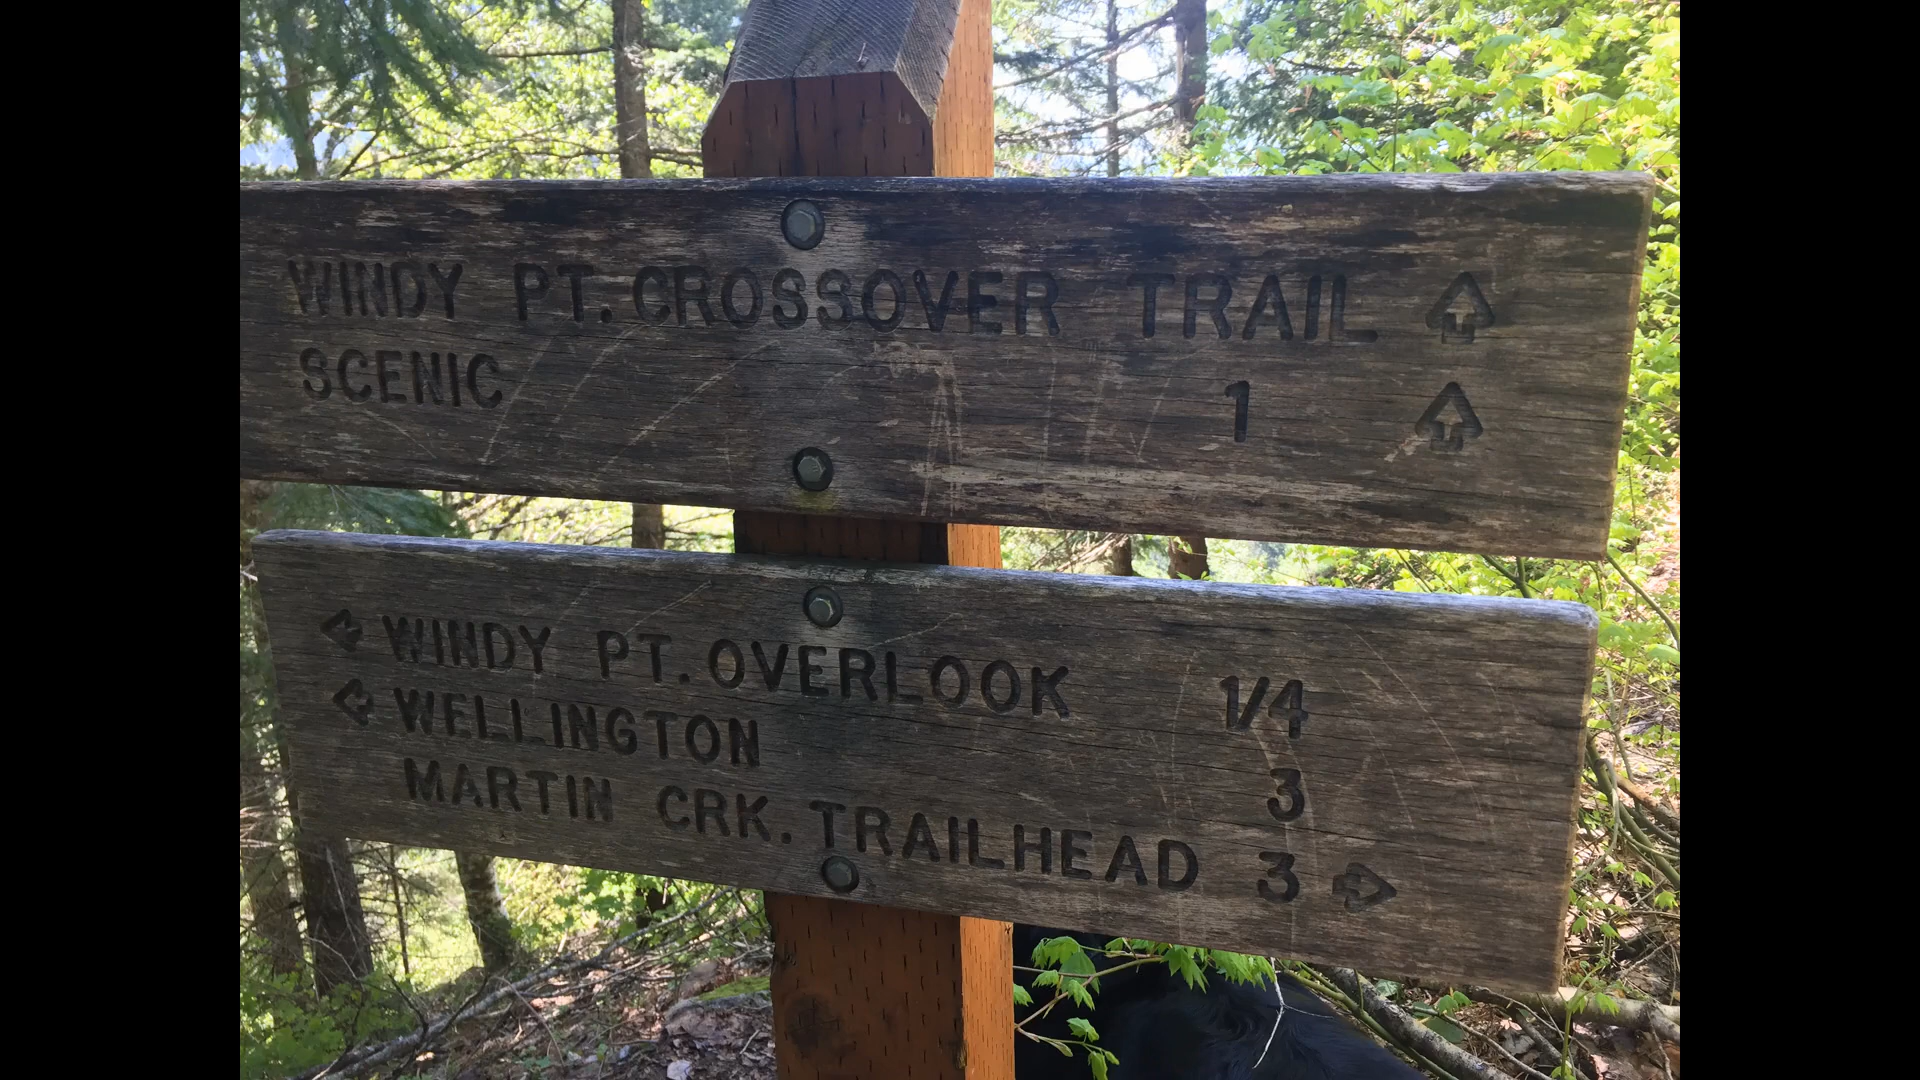 WINDY PT. CROSSOVER TRAIL
SCENIC 1
WINDY PT. OVERLOOK 1/4
WELLINGTON 3
MARTIN CRK. TRAILHEAD 3